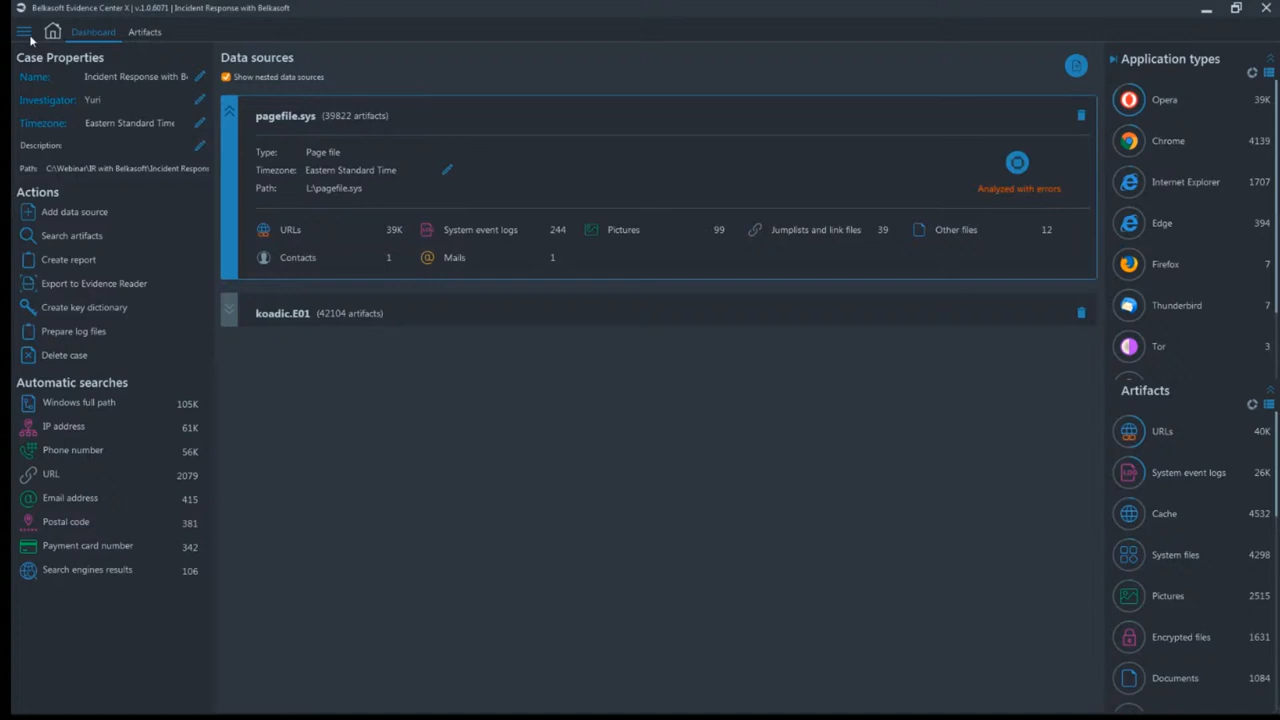 Belkasoft Evidence Center X | v.1.0.6071 | Incident Response with Belkasoft
Dashboard Artifacts
Case Properties
Name: Incident Response with Be
Investigator: Yuri
Timezone: Eastern Standard Time
Description:
Path: C:\Webinar\IR with Belkasoft\Incident Respons
Actions
Add data source
Search artifacts
Create report
Export to Evidence Reader
Create key dictionary
Prepare log files
Delete case
Automatic searches
Windows full path 105K
IP address 61K
Phone number 56K
URL 2079
Email address 415
Postal code 381
Payment card number 342
Search engines results 106
Data sources
Show nested data sources
pagefile.sys (39822 artifacts)
Type: Page file
Timezone: Eastern Standard Time
Path: L:\pagefile.sys
Analyzed with errors
URLs 39K System event logs 244 Pictures 99 Jumplists and link files 39 Other files 12
Contacts 1 Mails 1
koadic.E01 (42104 artifacts)
Application types
Opera 39K
Chrome 4139
Internet Explorer 1707
Edge 394
Firefox 7
Thunderbird 7
Tor 3
Artifacts
URLs 40K
System event logs 26K
Cache 4532
System files 4298
Pictures 2515
Encrypted files 1631
Documents 1084